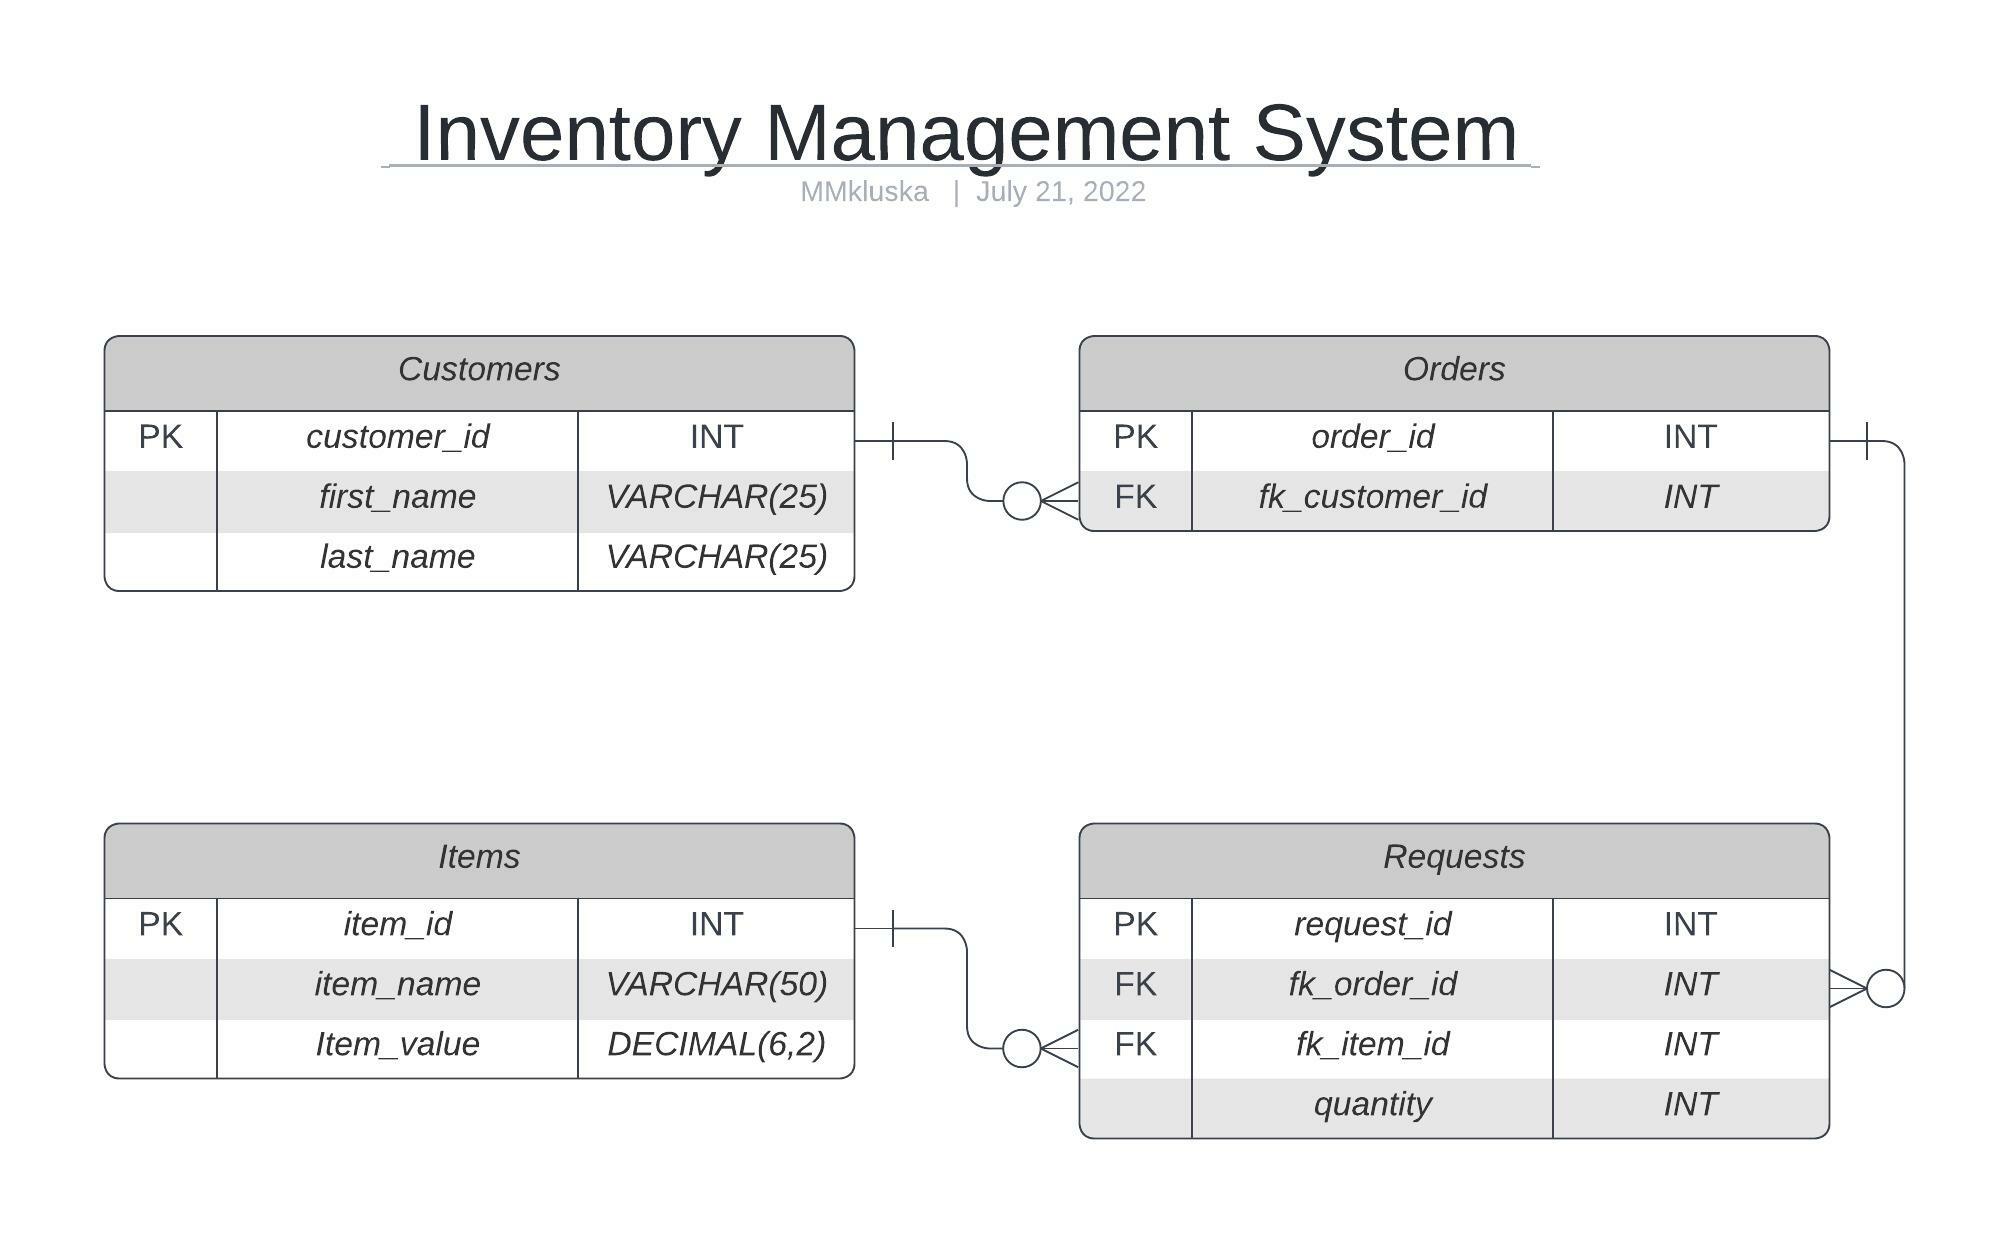 Inventory Management System
MMkluska | July 21, 2022
Customers
PK customer_id INT
first_name VARCHAR(25)
last_name VARCHAR(25)
Orders
PK order_id INT
FK fk_customer_id INT
Items
PK item_id INT
item_name VARCHAR(50)
Item_value DECIMAL(6,2)
Requests
PK request_id INT
FK fk_order_id INT
FK fk_item_id INT
quantity INT